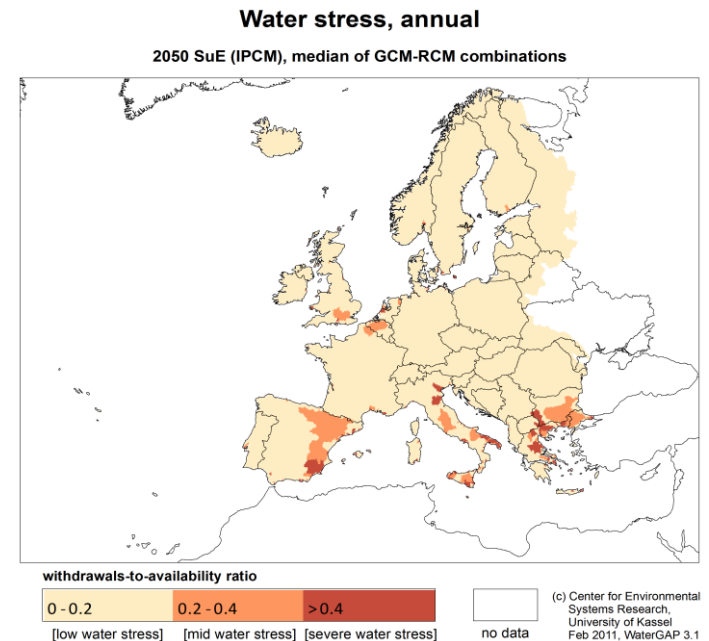 Water stress, annual
2050 SuE (IPCM), median of GCM-RCM combinations
withdrawals-to-availability ratio
0 - 0.2
0.2 - 0.4
> 0.4
[low water stress]
[mid water stress]
[severe water stress]
no data
(c) Center for Environmental
Systems Research,
University of Kassel
Feb 2011, WaterGAP 3.1